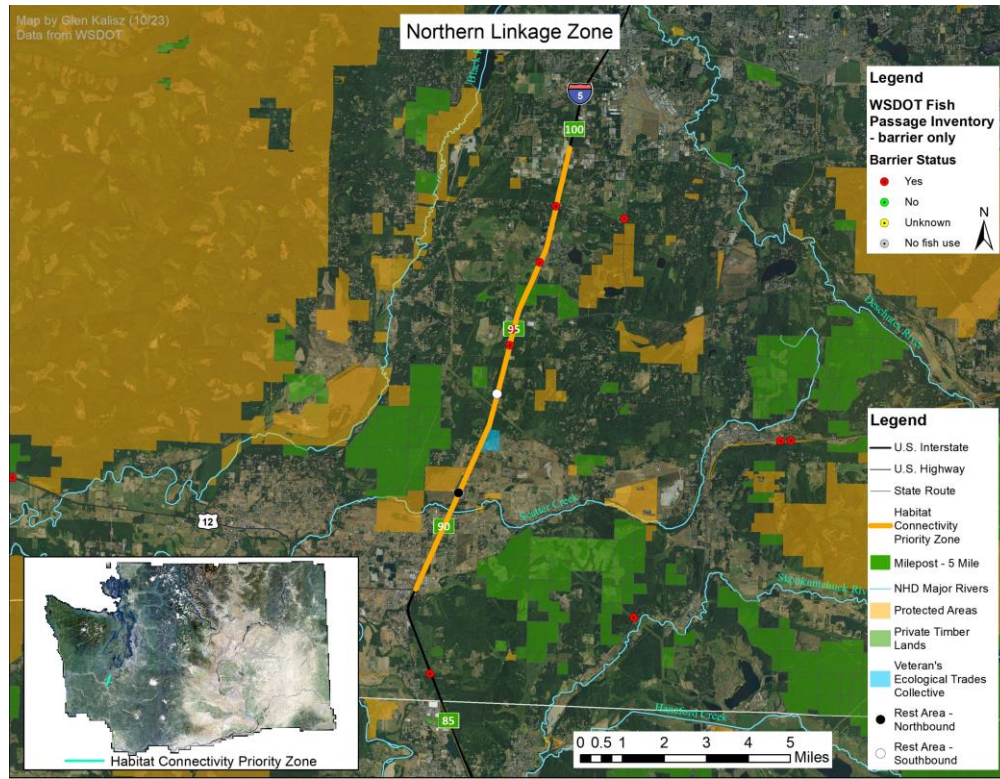 Map by Glen Kalisz (10/23)
Data from WSDOT
Northern Linkage Zone
5
100
95
90
85
12
Deschutes River
Scatter Creek
Skookumchuck
Hanaford Creek
Legend
WSDOT Fish
Passage Inventory
- barrier only
Barrier Status
Yes
No
Unknown
No fish use
N
Legend
U.S. Interstate
U.S. Highway
State Route
Habitat
Connectivity
Priority Zone
Milepost - 5 Mile
NHD Major Rivers
Protected Areas
Private Timber
Lands
Veteran's
Ecological Trades
Collective
Rest Area -
Northbound
Rest Area -
Southbound
Habitat Connectivity Priority Zone
0 0.5 1 2 3 4 5
Miles